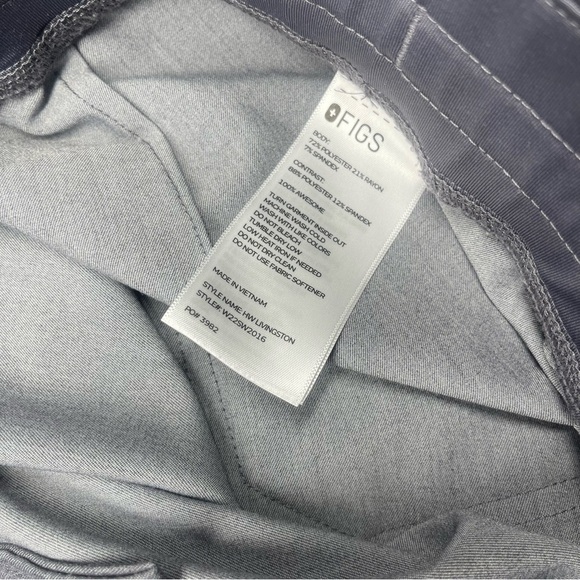 FIGS
BODY:
72% POLYESTER 21% RAYON
7% SPANDEX
CONTRAST:
88% POLYESTER 12% SPANDEX
100% AWESOME
TURN GARMENT INSIDE OUT
MACHINE WASH COLD
WASH WITH LIKE COLORS
DO NOT BLEACH
TUMBLE DRY LOW
LOW HEAT IRON IF NEEDED
DO NOT DRY CLEAN
DO NOT USE FABRIC SOFTENER
MADE IN VIETNAM
STYLE NAME: HW LIVINGSTON
STYLE#: W22SW2016
PO# 3982